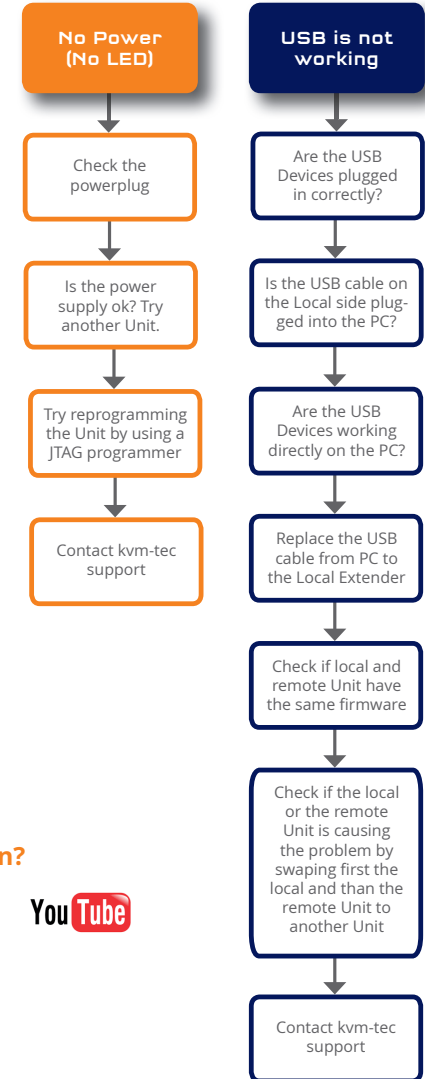 No Power
(No LED)
Check the
powerplug
Is the power
supply ok? Try
another Unit.
Try reprogramming
the Unit by using a
JTAG programmer
Contact kvm-tec
support
USB is not
working
Are the USB
Devices plugged
in correctly?
Is the USB cable on
the Local side plug-
ged into the PC?
Are the USB
Devices working
directly on the PC?
Replace the USB
cable from PC to
the Local Extender
Check if local and
remote Unit have
the same firmware
Check if the local
or the remote
Unit is causing
the problem by
swaping first the
local and than the
remote Unit to
another Unit
Contact kvm-tec
support
n?
YouTube